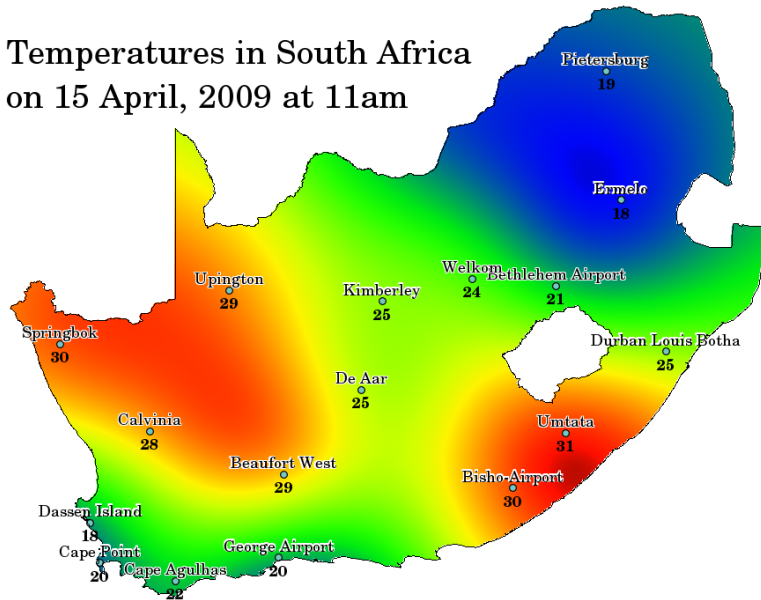 Temperatures in South Africa
on 15 April, 2009 at 11am
Pietersburg
19
Ermelo
18
Welkom
24
Bethlehem Airport
21
Upington
29
Kimberley
25
Springbok
30
Durban Louis Botha
25
De Aar
25
Calvinia
28
Umtata
31
Beaufort West
29
Bisho-Airport
30
Dassen Island
18
Cape Point
20
George Airport
20
Cape Agulhas
22